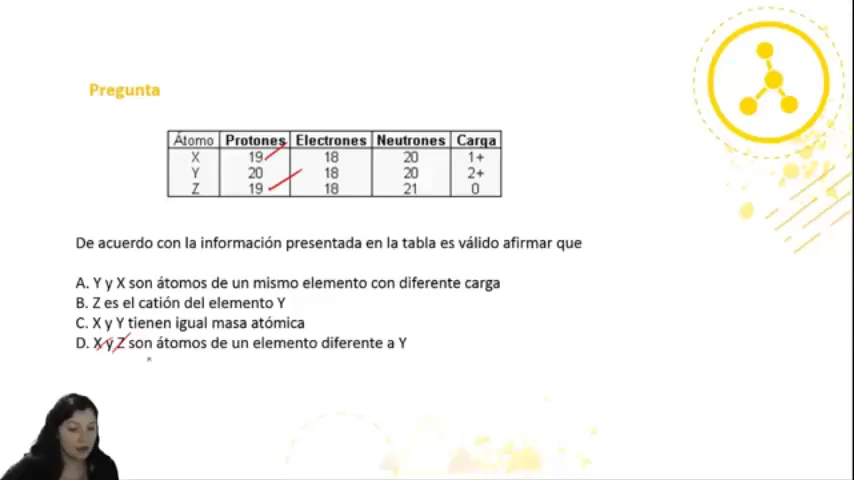 Pregunta
Átomo Protones Electrones Neutrones Carga
X 19 18 20 1+
Y 20 18 20 2+
Z 19 18 21 0
De acuerdo con la información presentada en la tabla es válido afirmar que
A. Y y X son átomos de un mismo elemento con diferente carga
B. Z es el catión del elemento Y
C. X y Y tienen igual masa atómica
D. X y Z son átomos de un elemento diferente a Y